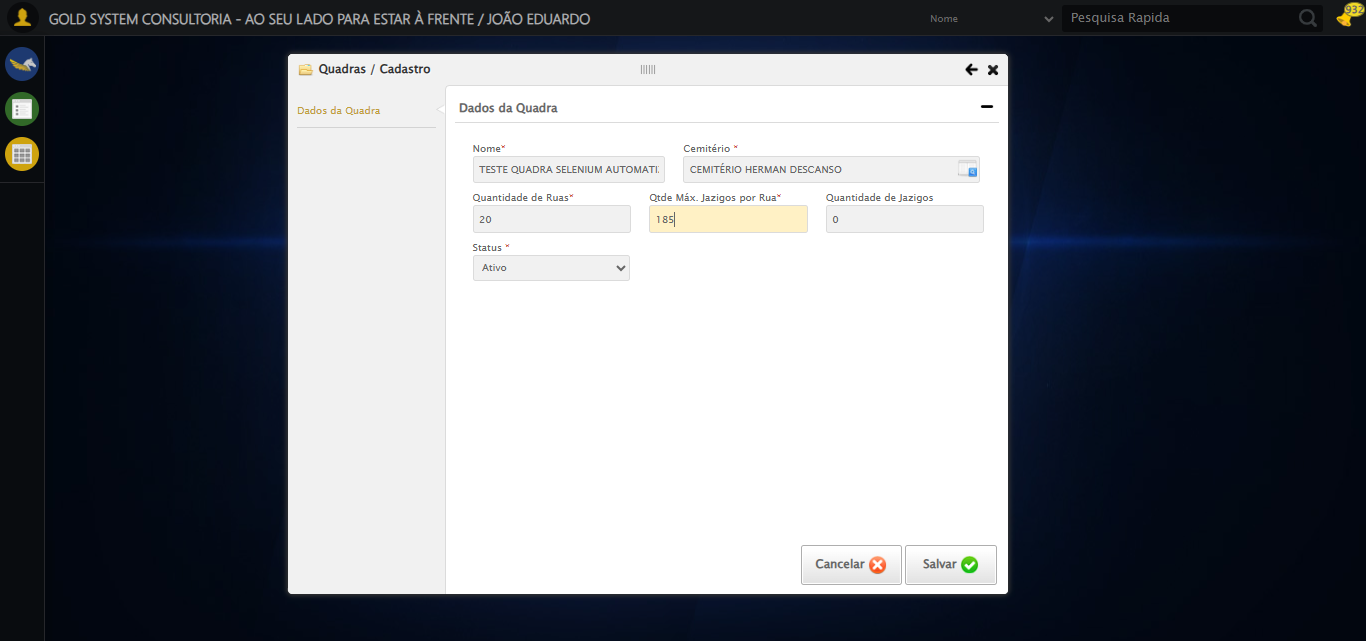 GOLD SYSTEM CONSULTORIA - AO SEU LADO PARA ESTAR À FRENTE / JOÃO EDUARDO
Nome
Pesquisa Rapida
932
Quadras / Cadastro
Dados da Quadra
Dados da Quadra
Nome*
Cemitério *
TESTE QUADRA SELENIUM AUTOMATI
CEMITÉRIO HERMAN DESCANSO
Quantidade de Ruas*
Qtde Máx. Jazigos por Rua*
Quantidade de Jazigos
20
185
0
Status *
Ativo
Cancelar
Salvar